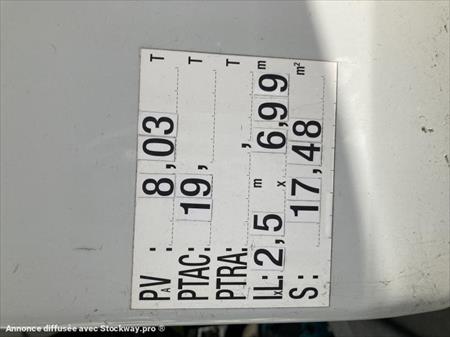 PV : 8,03 T
A
PTAC: 19, T
PTRA: , T
LxL: 2,5 m x 6,99 m
S : 17,48 m²
Annonce diffusée avec Stockway.pro ®